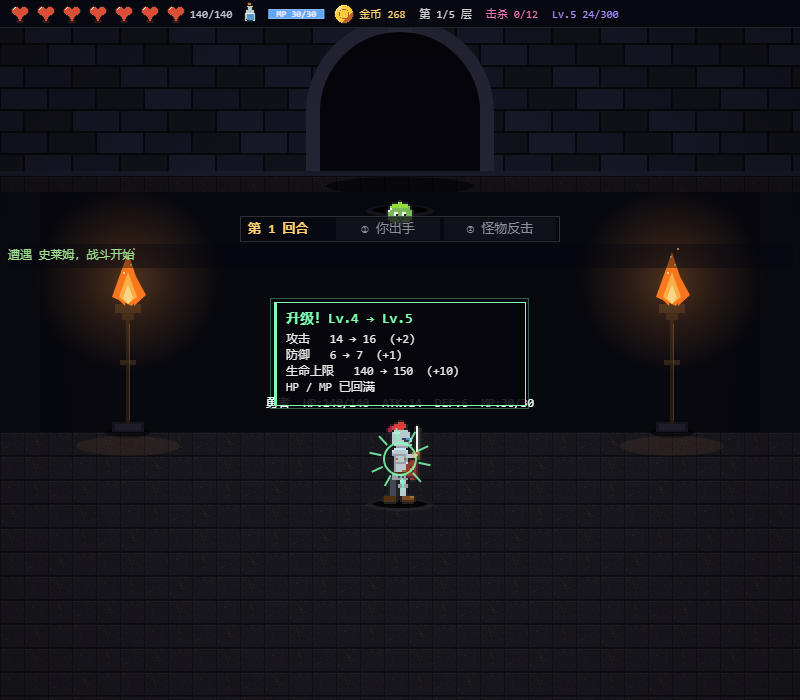 140/140 MP 30/30 金币 268 第 1/5 层 击杀 0/12 Lv.5 24/300
第 1 回合 ① 你出手 ② 怪物反击
遭遇 史莱姆，战斗开始
升级! Lv.4 → Lv.5
攻击 14 → 16 (+2)
防御 6 → 7 (+1)
生命上限 140 → 150 (+10)
HP / MP 已回满
勇者 HP:140/140 ATK:14 DEF:6 MP:30/30